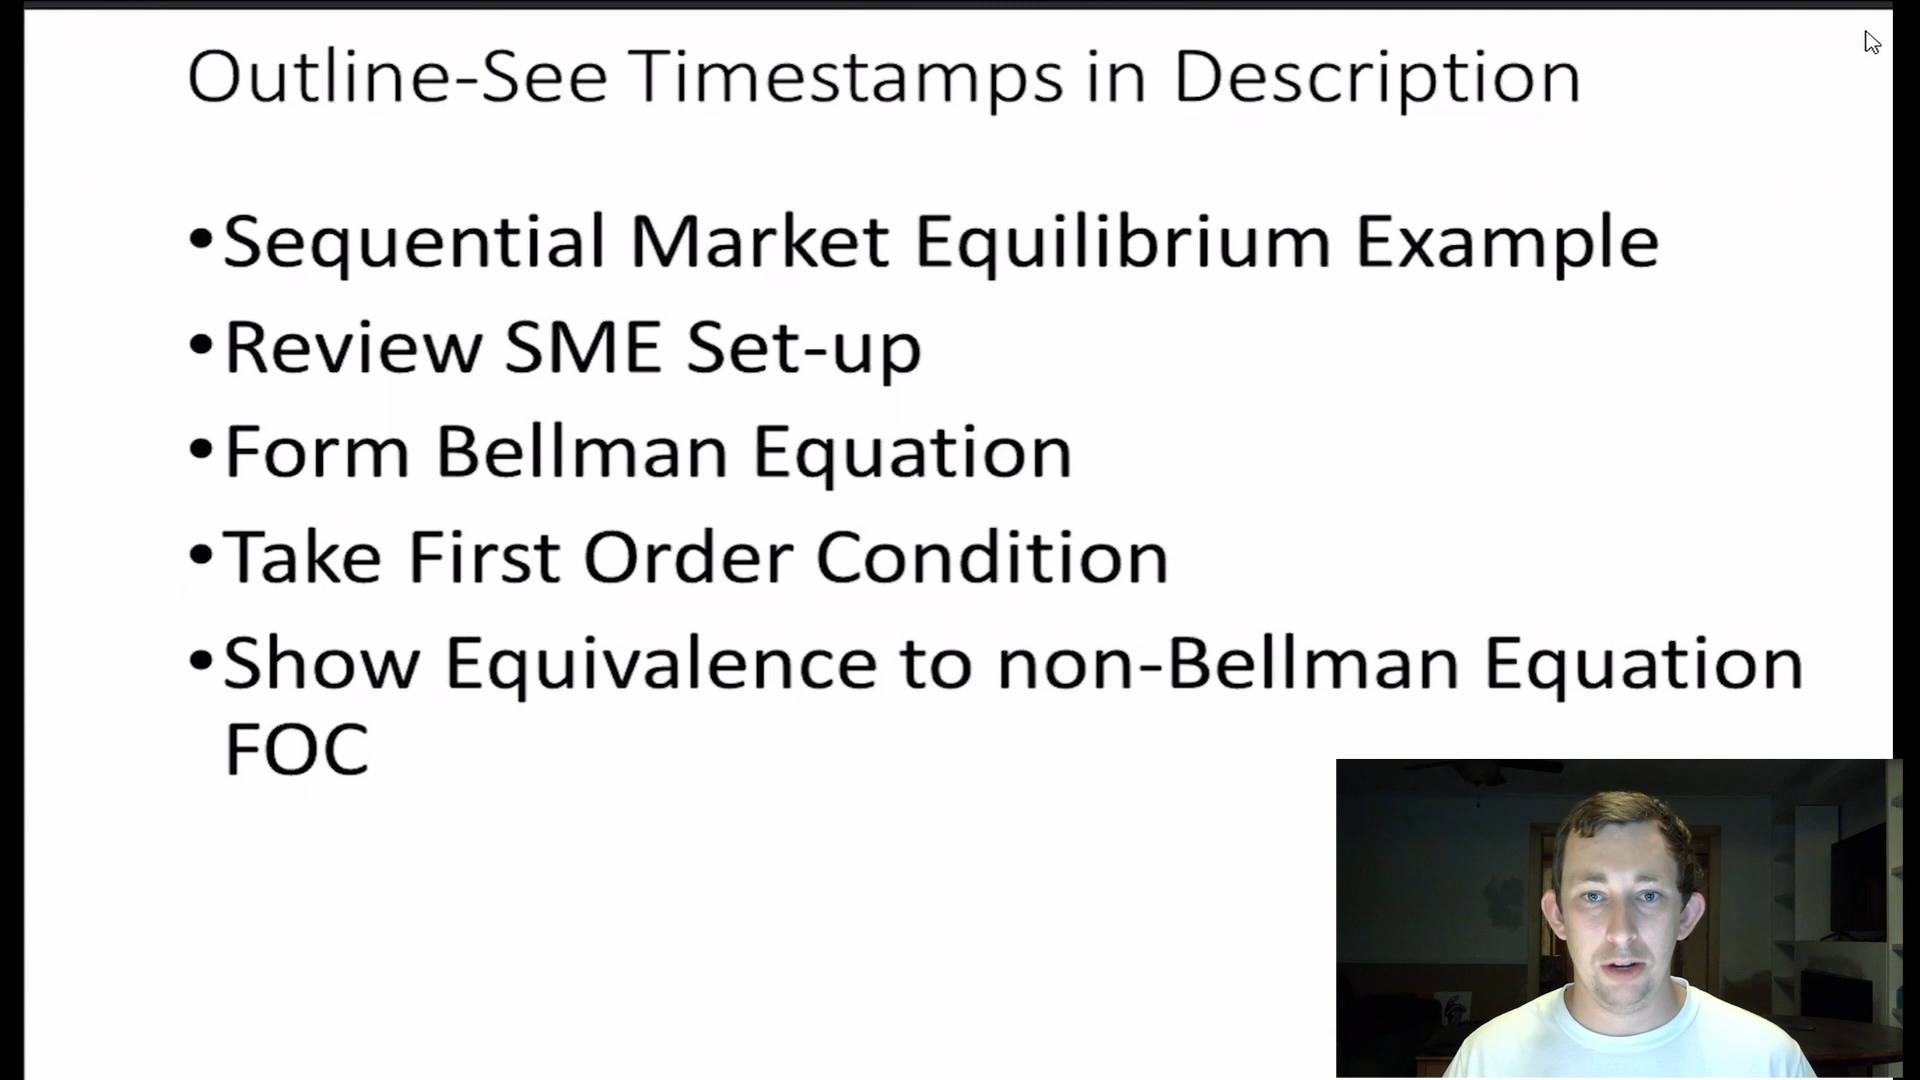 Outline-See Timestamps in Description
•Sequential Market Equilibrium Example
•Review SME Set-up
•Form Bellman Equation
•Take First Order Condition
•Show Equivalence to non-Bellman Equation
FOC